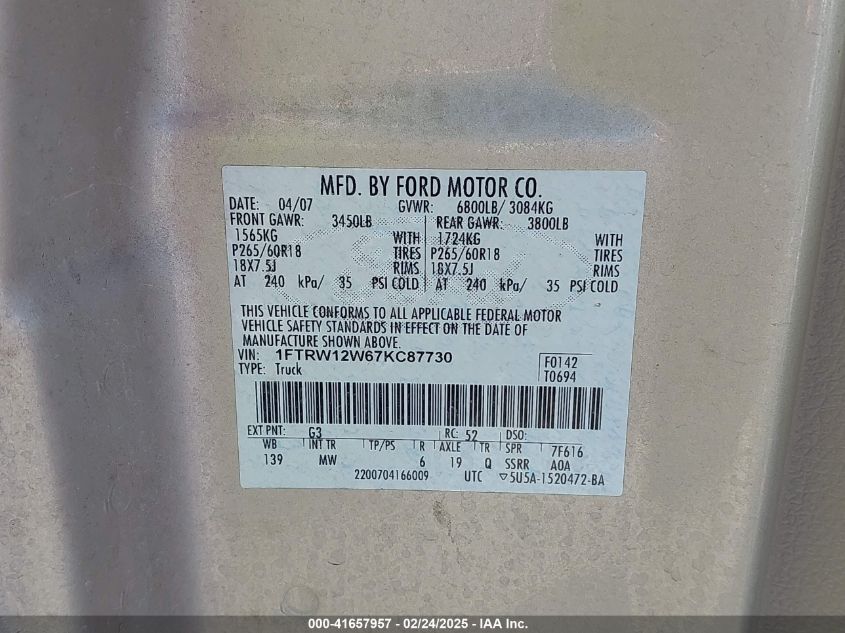 MFD. BY FORD MOTOR CO.
DATE: 04/07 GVWR: 6800LB/ 3084KG
FRONT GAWR: 3450LB REAR GAWR: 3800LB
1565KG WITH 1724KG WITH
P265/60R18 TIRES P265/60R18 TIRES
18X7.5J RIMS 18X7.5J RIMS
AT 240 kPa/ 35 PSI COLD AT 240 kPa/ 35 PSI COLD
THIS VEHICLE CONFORMS TO ALL APPLICABLE FEDERAL MOTOR
VEHICLE SAFETY STANDARDS IN EFFECT ON THE DATE OF
MANUFACTURE SHOWN ABOVE.
VIN: 1FTRW12W67KC87730
TYPE: Truck
F0142
T0694
EXT PNT: G3 RC: 52 DSO:
WB INT TR TP/PS R AXLE TR SPR 7F616
139 MW 6 19 Q SSRR AOA
2200704166009 UTC ▽5U5A-1520472-BA
000-41657957 - 02/24/2025 - IAA Inc.